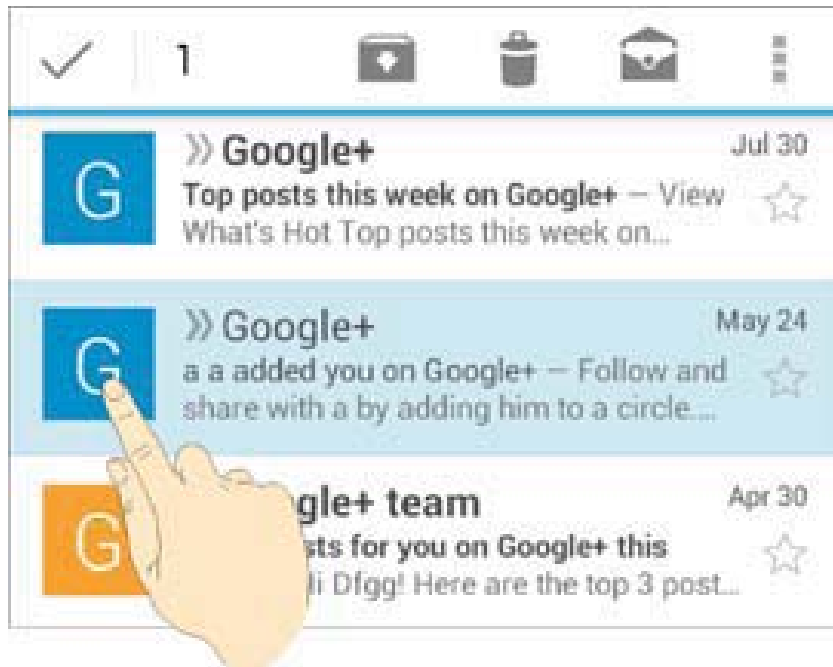 1
G
» Google+
Jul 30
Top posts this week on Google+ – View
What's Hot Top posts this week on...
G
» Google+
May 24
a a added you on Google+ – Follow and
share with a by adding him to a circle....
G
gle+ team
Apr 30
sts for you on Google+ this
Dfgg! Here are the top 3 post...